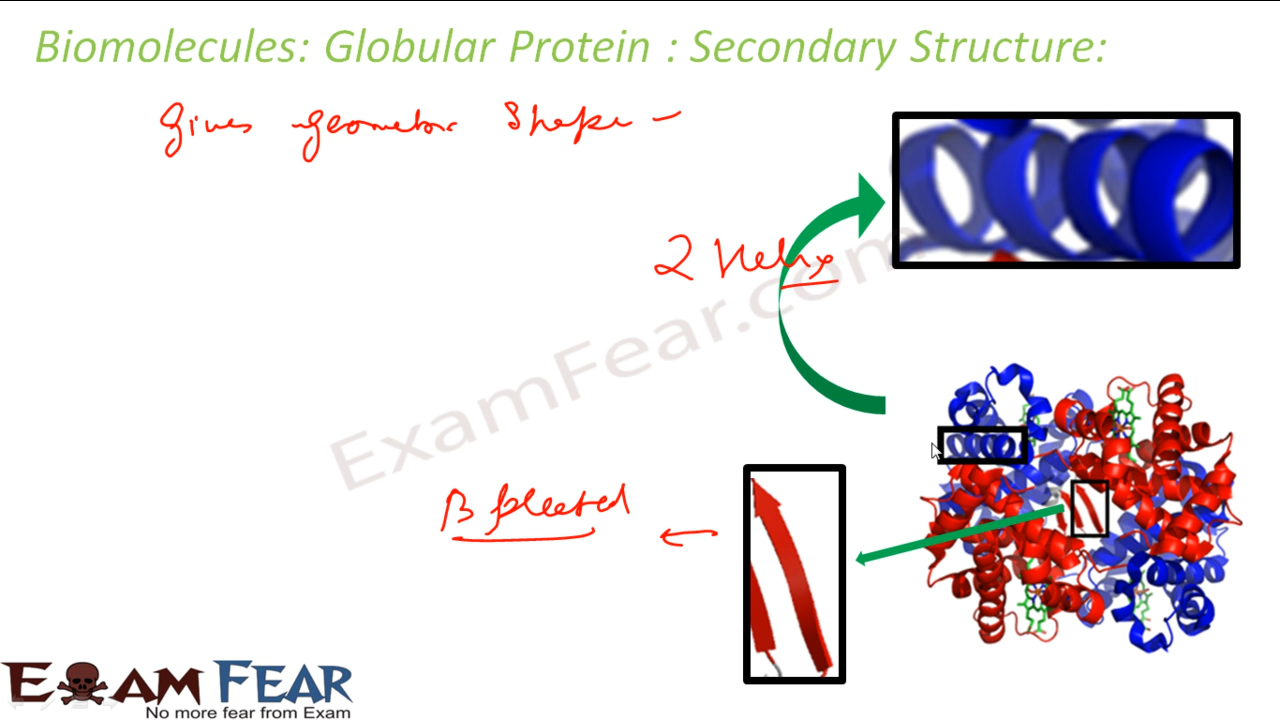 Biomolecules: Globular Protein : Secondary Structure:
Gives geometric Shape -
2 Helix
ExamFear.com
B pleated
EXAM FEAR
No more fear from Exam